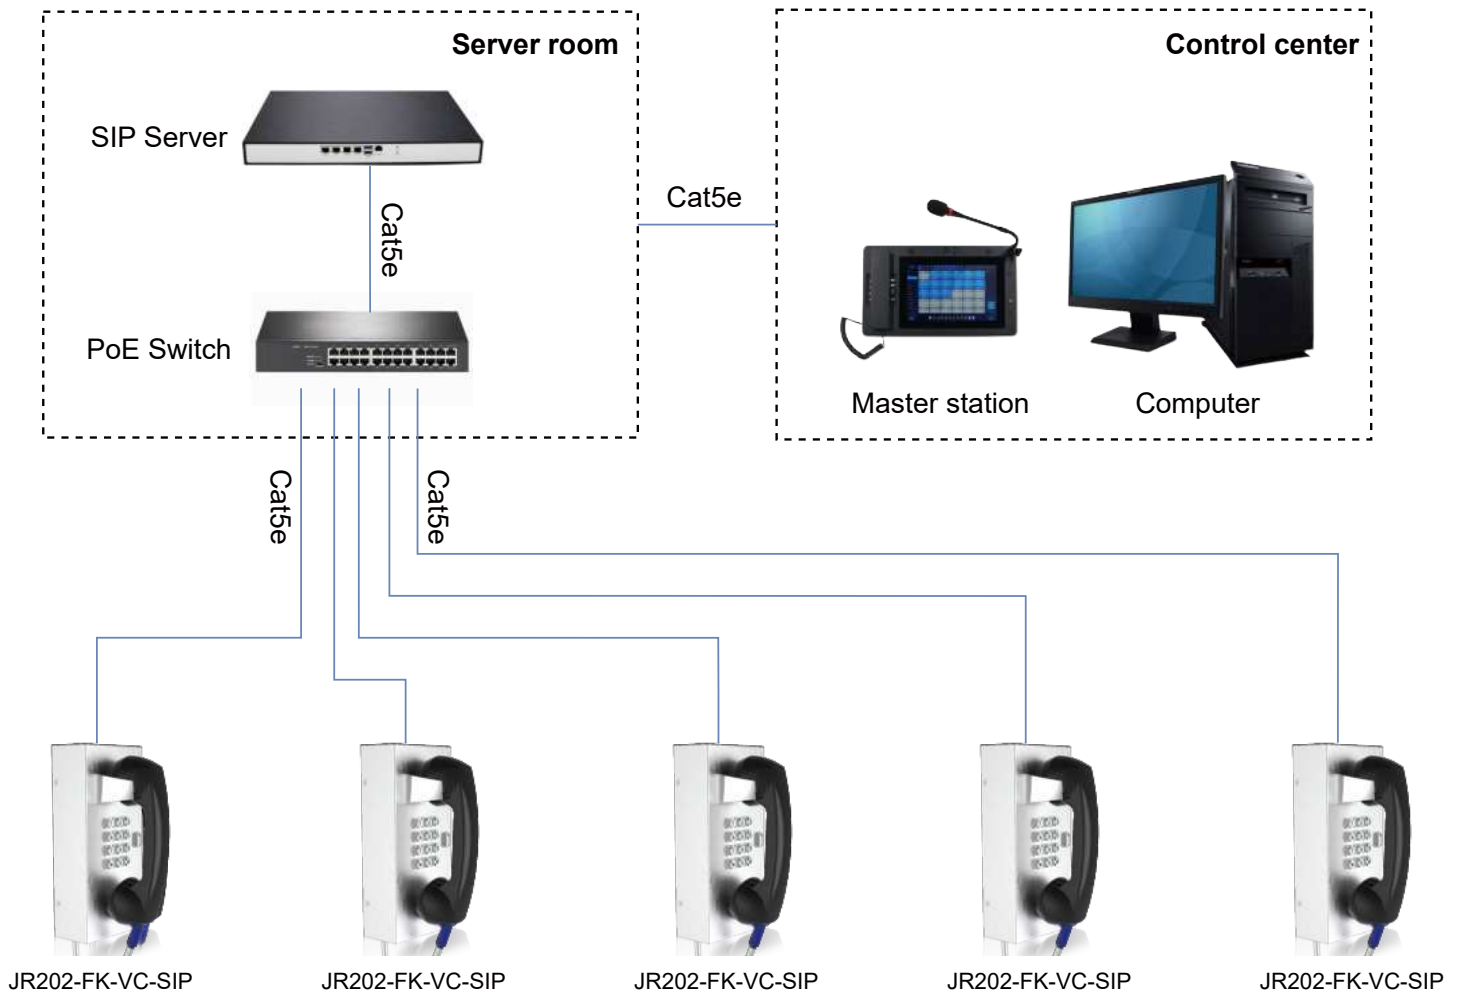 Server room
Control center
SIP Server
Cat5e
Cat5e
PoE Switch
Master station
Computer
Cat5e
Cat5e
JR202-FK-VC-SIP
JR202-FK-VC-SIP
JR202-FK-VC-SIP
JR202-FK-VC-SIP
JR202-FK-VC-SIP